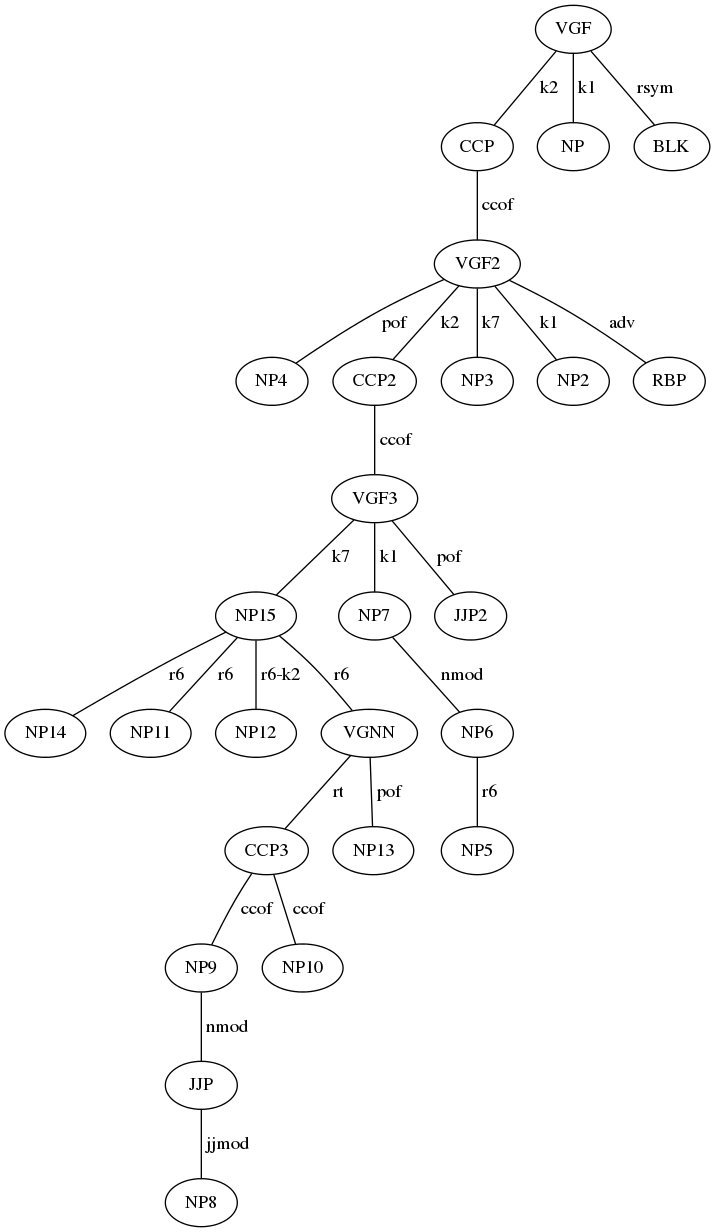 VGF
k2 k1 rsym
CCP NP BLK
ccof
VGF2
pof k2 k7 k1 adv
NP4 CCP2 NP3 NP2 RBP
ccof
VGF3
k7 k1 pof
NP15 NP7 JJP2
r6 r6 r6-k2 r6 nmod
NP14 NP11 NP12 VGNN NP6
rt pof r6
CCP3 NP13 NP5
ccof ccof
NP9 NP10
nmod
JJP
jjmod
NP8